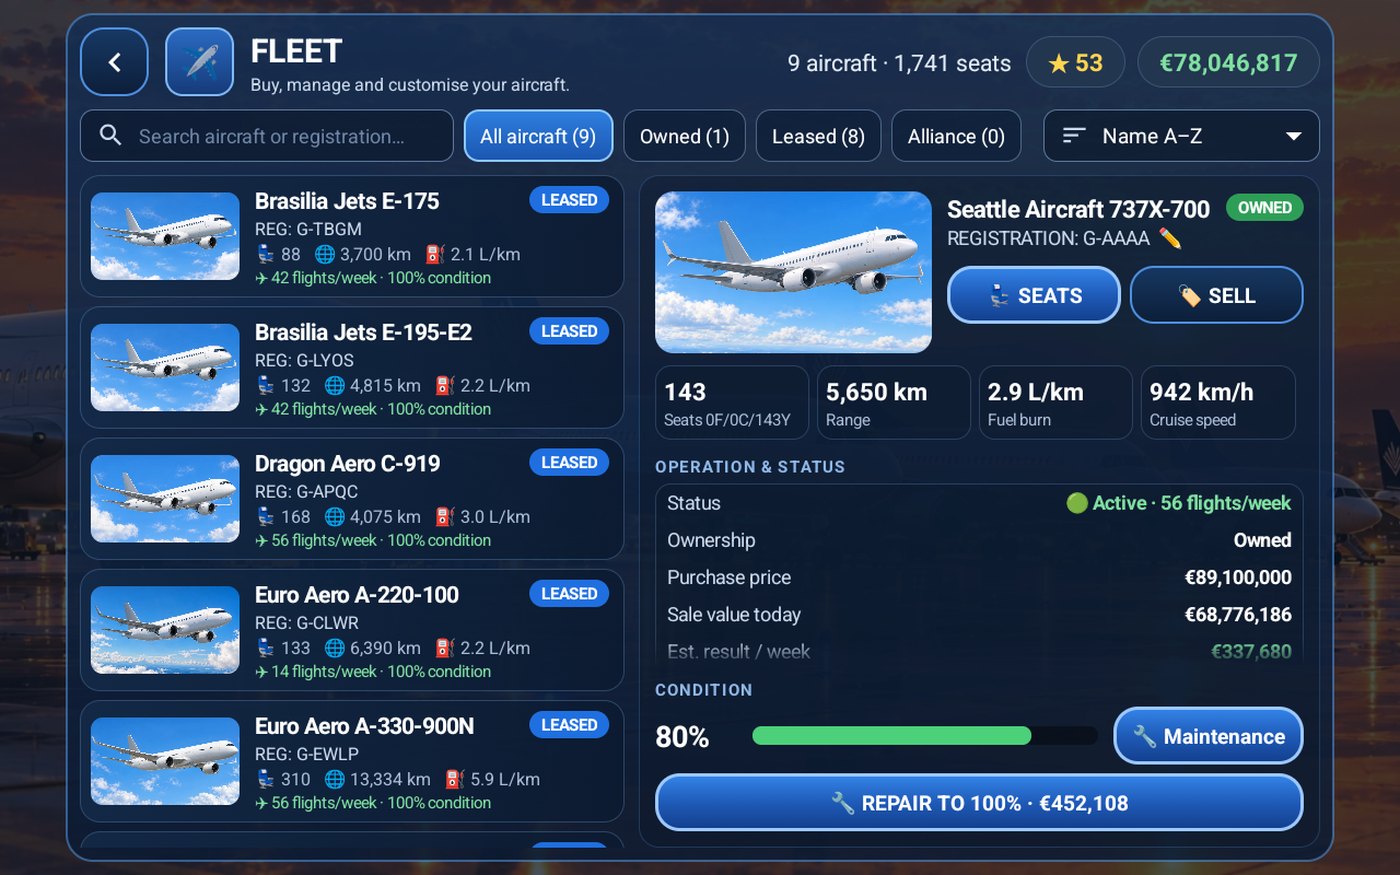 FLEET
Buy, manage and customise your aircraft.
9 aircraft · 1,741 seats
★ 53
€78,046,817
Search aircraft or registration...
All aircraft (9)
Owned (1)
Leased (8)
Alliance (0)
Name A–Z
Brasilia Jets E-175
LEASED
REG: G-TBGM
88 3,700 km 2.1 L/km
✈ 42 flights/week · 100% condition
Brasilia Jets E-195-E2
LEASED
REG: G-LYOS
132 4,815 km 2.2 L/km
✈ 42 flights/week · 100% condition
Dragon Aero C-919
LEASED
REG: G-APQC
168 4,075 km 3.0 L/km
✈ 56 flights/week · 100% condition
Euro Aero A-220-100
LEASED
REG: G-CLWR
133 6,390 km 2.2 L/km
✈ 14 flights/week · 100% condition
Euro Aero A-330-900N
LEASED
REG: G-EWLP
310 13,334 km 5.9 L/km
✈ 56 flights/week · 100% condition
Seattle Aircraft 737X-700
OWNED
REGISTRATION: G-AAAA
SEATS
SELL
143
Seats 0F/0C/143Y
5,650 km
Range
2.9 L/km
Fuel burn
942 km/h
Cruise speed
OPERATION & STATUS
Status
Active · 56 flights/week
Ownership
Owned
Purchase price
€89,100,000
Sale value today
€68,776,186
Est. result / week
€337,680
CONDITION
80%
Maintenance
REPAIR TO 100% · €452,108